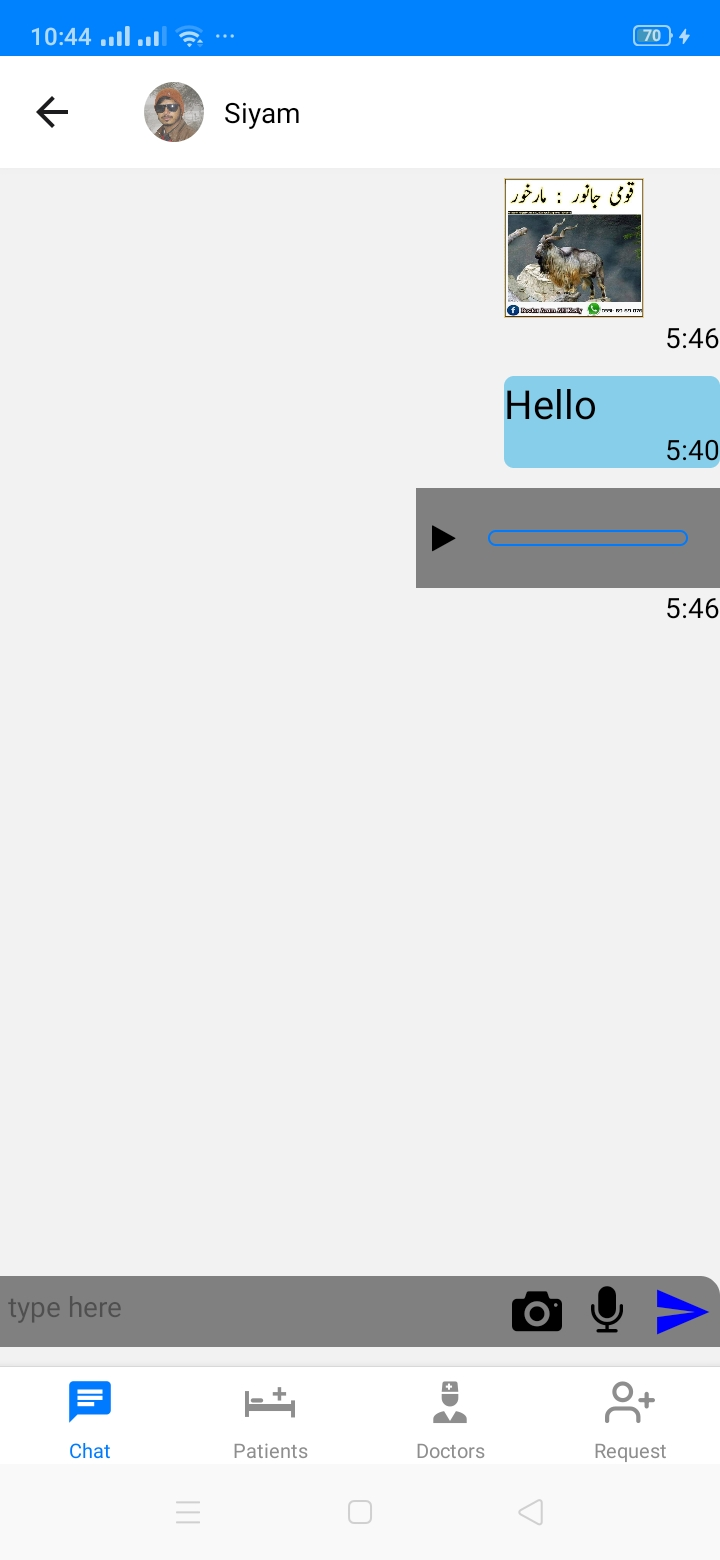 10:44
70
Siyam
قومی جانور : مارخور
5:46
Hello
5:40
5:46
type here
Chat
Patients
Doctors
Request